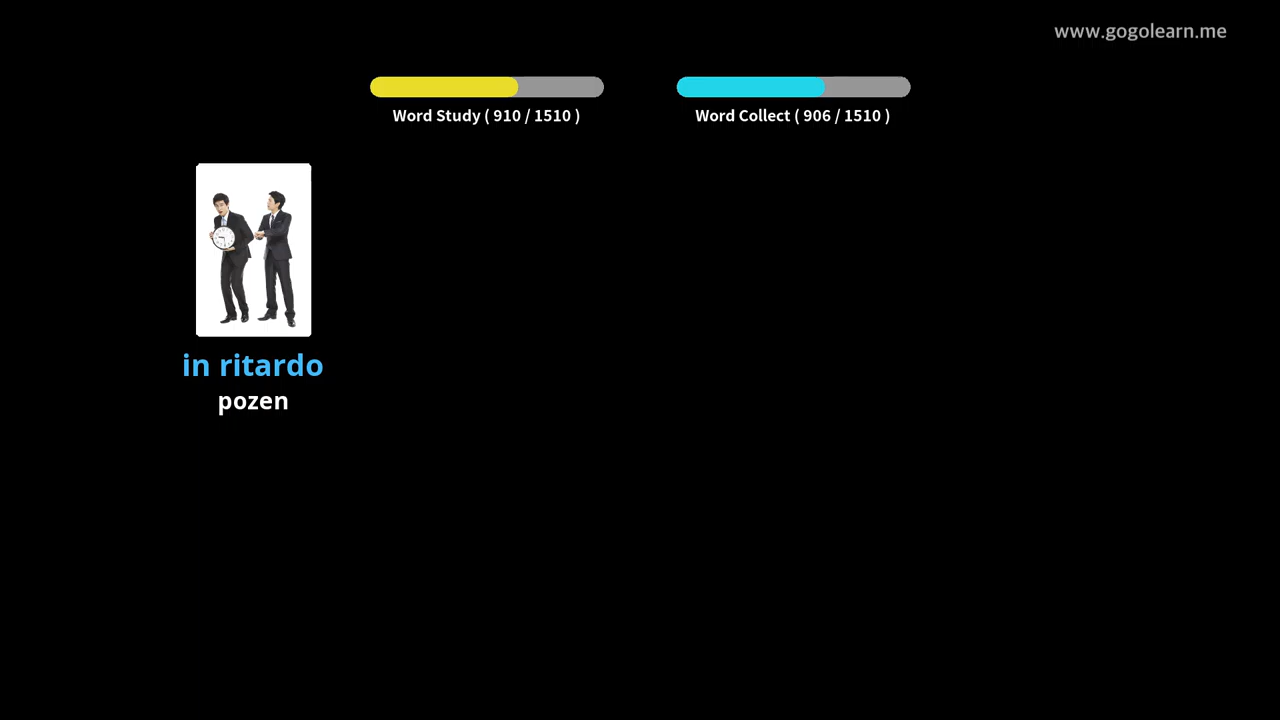 www.gogolearn.me
Word Study ( 910 / 1510 )
Word Collect ( 906 / 1510 )
in ritardo
pozen